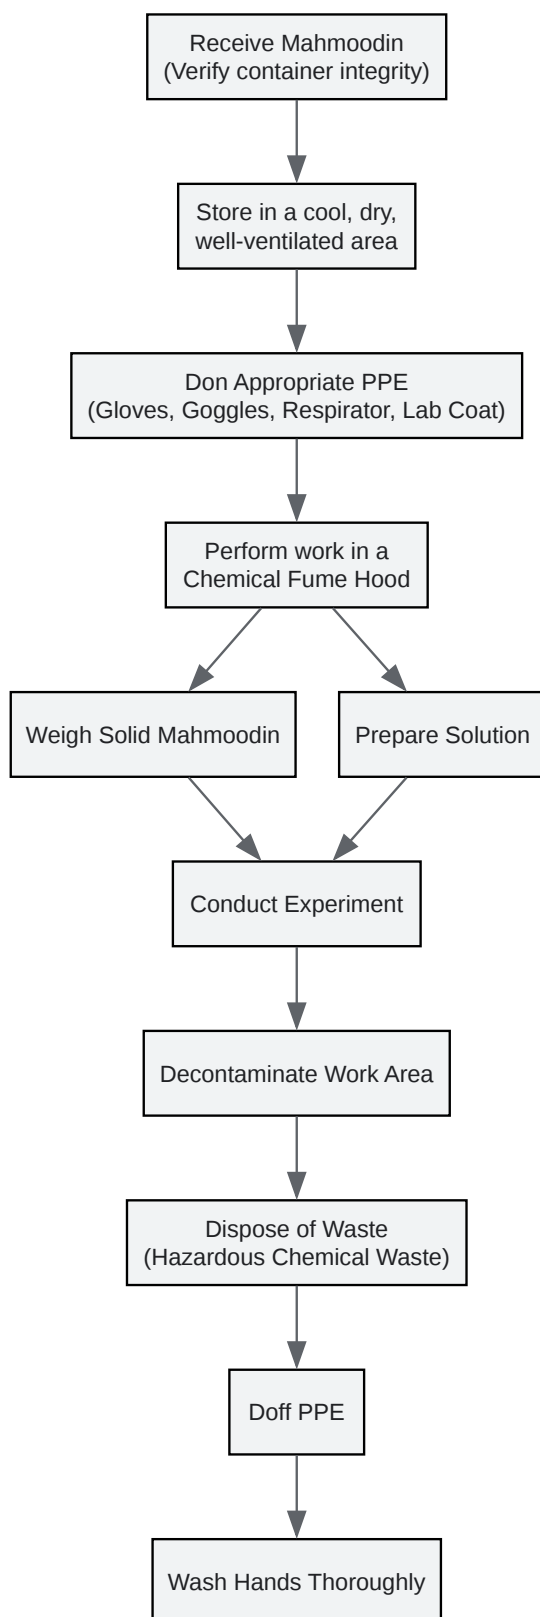 Receive Mahmoodin
(Verify container integrity)
Store in a cool, dry,
well-ventilated area
Don Appropriate PPE
(Gloves, Goggles, Respirator, Lab Coat)
Perform work in a
Chemical Fume Hood
Weigh Solid Mahmoodin
Prepare Solution
Conduct Experiment
Decontaminate Work Area
Dispose of Waste
(Hazardous Chemical Waste)
Doff PPE
Wash Hands Thoroughly